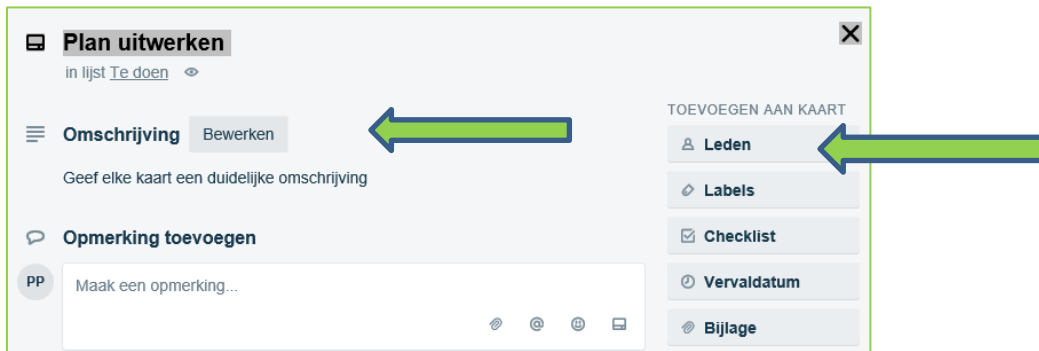 Plan uitwerken
in lijst Te doen
Omschrijving Bewerken
Geef elke kaart een duidelijke omschrijving
Opmerking toevoegen
PP
Maak een opmerking...
TOEVOEGEN AAN KAART
Leden
Labels
Checklist
Vervaldatum
Bijlage